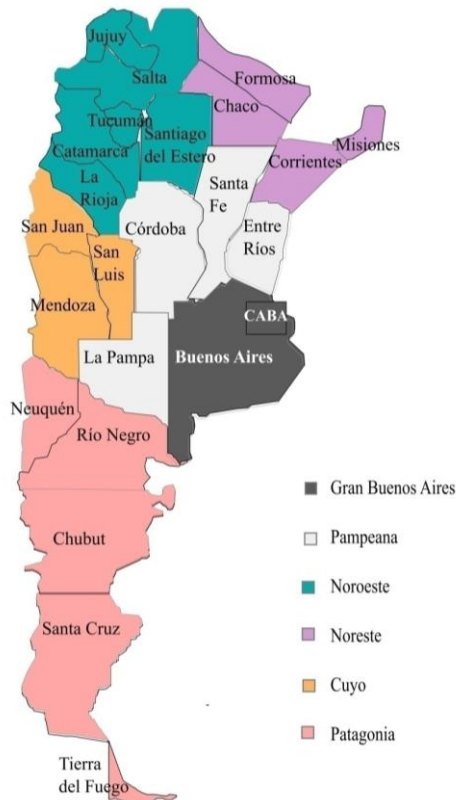 Jujuy
Salta
Formosa
Chaco
Tucumán
Santiago
del Estero
Catamarca
Misiones
Corrientes
La
Rioja
Santa
Fe
San Juan
Córdoba
Entre
Ríos
San
Luis
Mendoza
CABA
La Pampa
Buenos Aires
Neuquén
Río Negro
Chubut
Santa Cruz
Tierra
del Fuego
Gran Buenos Aires
Pampeana
Noroeste
Noreste
Cuyo
Patagonia